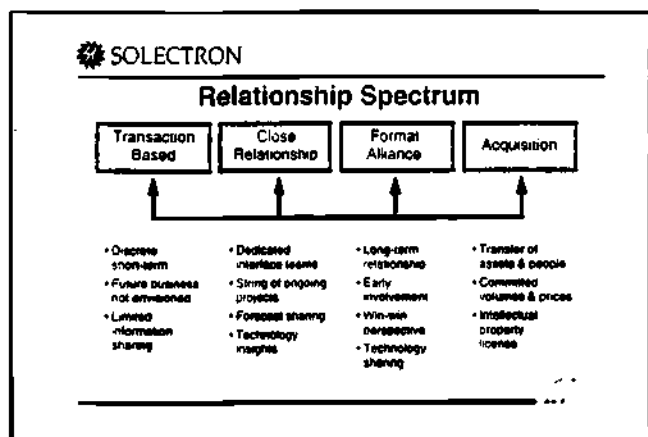 SOLECTRON
Relationship Spectrum
Transaction
Based
Close
Relationship
Formal
Alliance
Acquisition
• Discrete
short-term
• Future business
not envisioned
• Limited
information
sharing
• Dedicated
interface teams
• String of ongoing
projects
• Forecast sharing
• Technology
insights
• Long-term
relationship
• Early
involvement
• Win-win
perspective
• Technology
sharing
• Transfer of
assets & people
• Committed
volumes & prices
• Intellectual
property
license